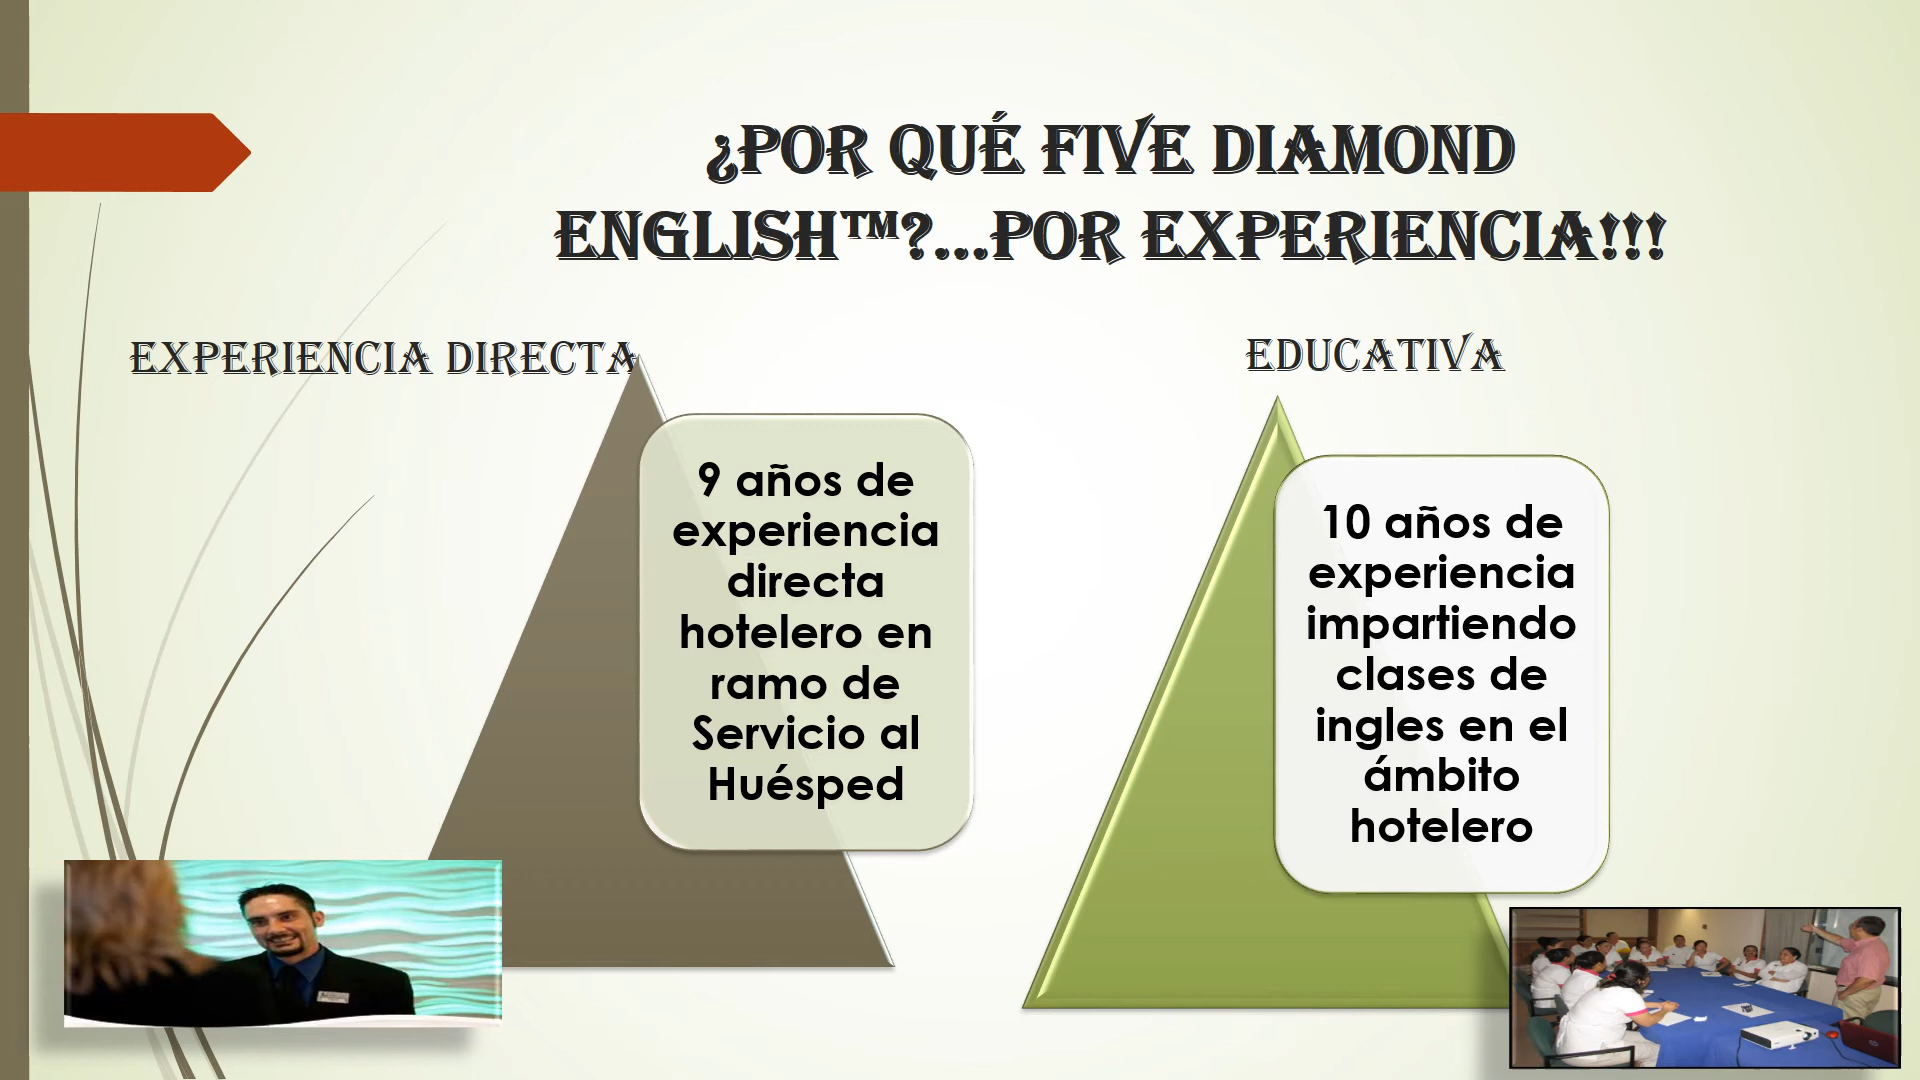 ¿POR QUÉ FIVE DIAMOND
ENGLISH™?...POR EXPERIENCIA!!!
EXPERIENCIA DIRECTA
9 años de
experiencia
directa
hotelero en
ramo de
Servicio al
Huésped
EDUCATIVA
10 años de
experiencia
impartiendo
clases de
ingles en el
ámbito
hotelero